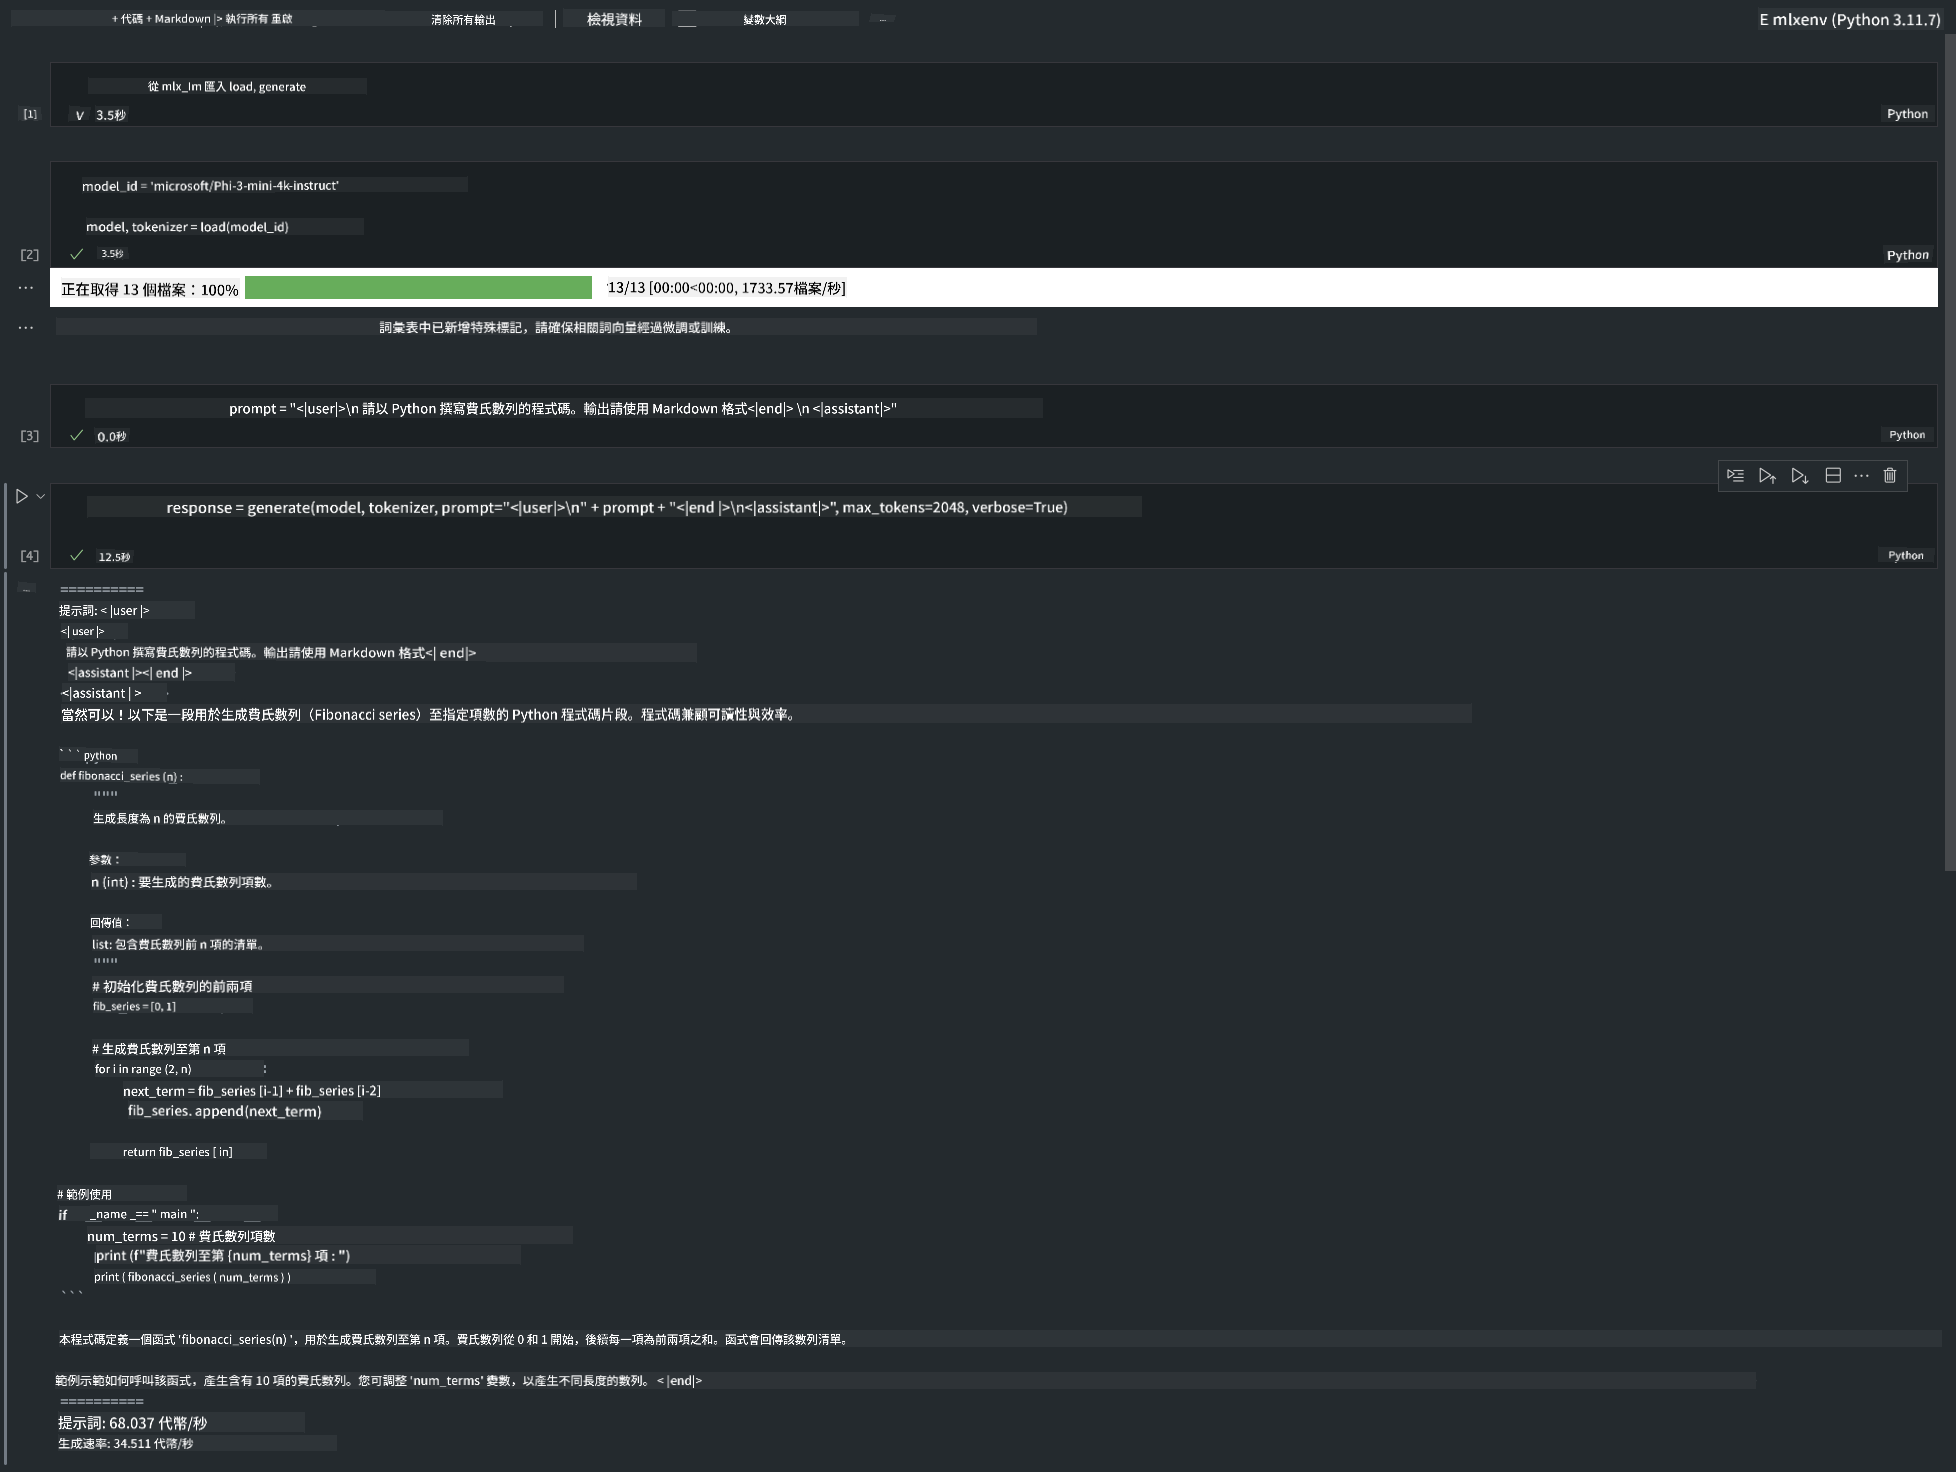 + 代碼 + Markdown |> 執行所有 重啟 清除所有輸出 | 檢視資料 變數大綱 ... E mlxenv (Python 3.11.7)
從 mlx_lm 匯入 load, generate
[1] V 3.5秒 Python
model_id = 'microsoft/Phi-3-mini-4k-instruct'
model, tokenizer = load(model_id)
[2] ✓ 3.5秒 Python
... 正在取得 13 個檔案：100% 13/13 [00:00<00:00, 1733.57檔案/秒]
... 詞彙表中已新增特殊標記，請確保相關詞向量經過微調或訓練。
prompt = "<|user|>\n 請以 Python 撰寫費氏數列的程式碼。輸出請使用 Markdown 格式<|end|> \n <|assistant|>"
[3] ✓ 0.0秒 Python
response = generate(model, tokenizer, prompt="<|user|>\n" + prompt + "<|end |>\n<|assistant|>", max_tokens=2048, verbose=True)
[4] ✓ 12.5秒 Python
... ==========
提示詞: < |user |>
<| user |>
請以 Python 撰寫費氏數列的程式碼。輸出請使用 Markdown 格式<| end|>
<|assistant |><| end |>
<|assistant | >
當然可以！以下是一段用於生成費氏數列（Fibonacci series）至指定項數的 Python 程式碼片段。程式碼兼顧可讀性與效率。
``` python
def fibonacci_series (n) :
"""
生成長度為 n 的費氏數列。
參數：
n (int) : 要生成的費氏數列項數。
回傳值：
list: 包含費氏數列前 n 項的清單。
"""
# 初始化費氏數列的前兩項
fib_series = [0, 1]
# 生成費氏數列至第 n 項
for i in range (2, n) :
next_term = fib_series [i-1] + fib_series [i-2]
fib_series. append(next_term)
return fib_series [ in]
# 範例使用
if _name _== " main ":
num_terms = 10 # 費氏數列項數
print (f"費氏數列至第 {num_terms} 項 : ")
print ( fibonacci_series ( num_terms ) )
```
本程式碼定義一個函式 'fibonacci_series(n) '，用於生成費氏數列至第 n 項。費氏數列從 0 和 1 開始，後續每一項為前兩項之和。函式會回傳該數列清單。
範例示範如何呼叫該函式，產生含有 10 項的費氏數列。您可調整 'num_terms' 變數，以產生不同長度的數列。 < |end|>
==========
提示詞: 68.037 代幣/秒
生成速率: 34.511 代幣/秒